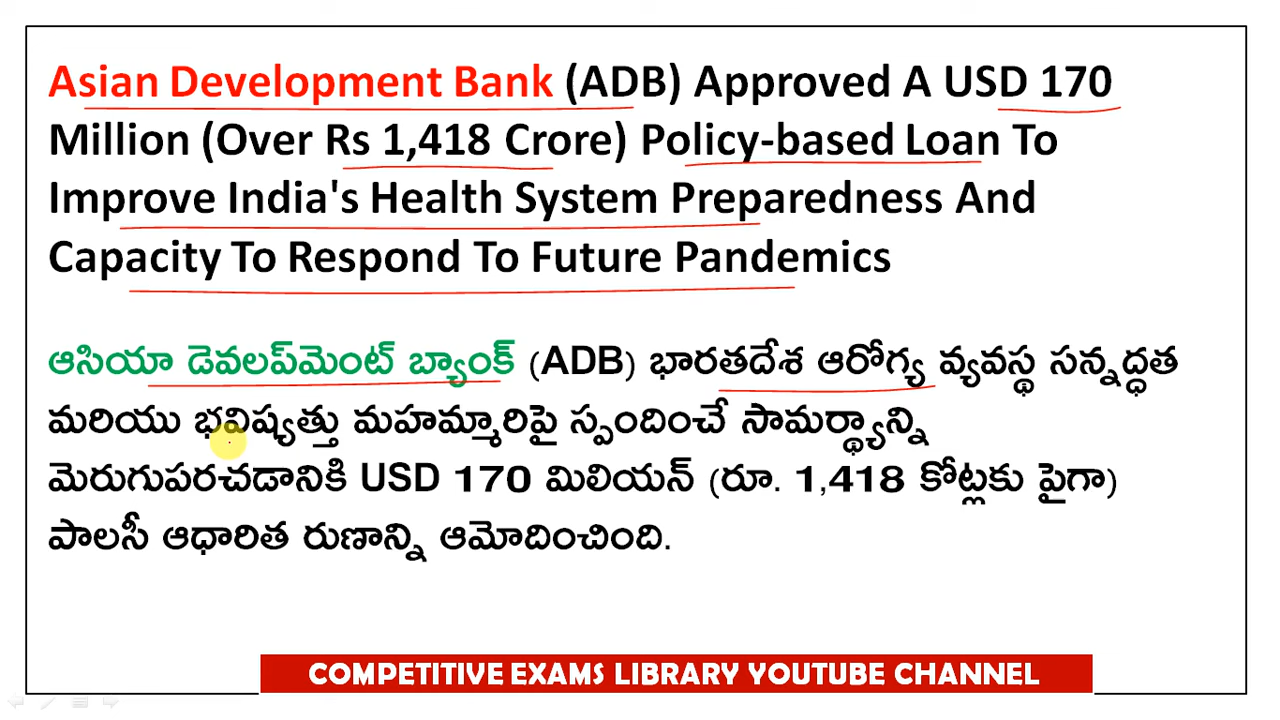 Asian Development Bank (ADB) Approved A USD 170
Million (Over Rs 1,418 Crore) Policy-based Loan To
Improve India's Health System Preparedness And
Capacity To Respond To Future Pandemics
ఆసియా డెవలప్‌మెంట్ బ్యాంక్ (ADB) భారతదేశ ఆరోగ్య వ్యవస్థ సన్నద్ధత
మరియు భవిష్యత్తు మహమ్మారిపై స్పందించే సామర్థ్యాన్ని
మెరుగుపరచడానికి USD 170 మిలియన్ (రూ. 1,418 కోట్లకు పైగా)
పాలసీ ఆధారిత రుణాన్ని ఆమోదించింది.
COMPETITIVE EXAMS LIBRARY YOUTUBE CHANNEL